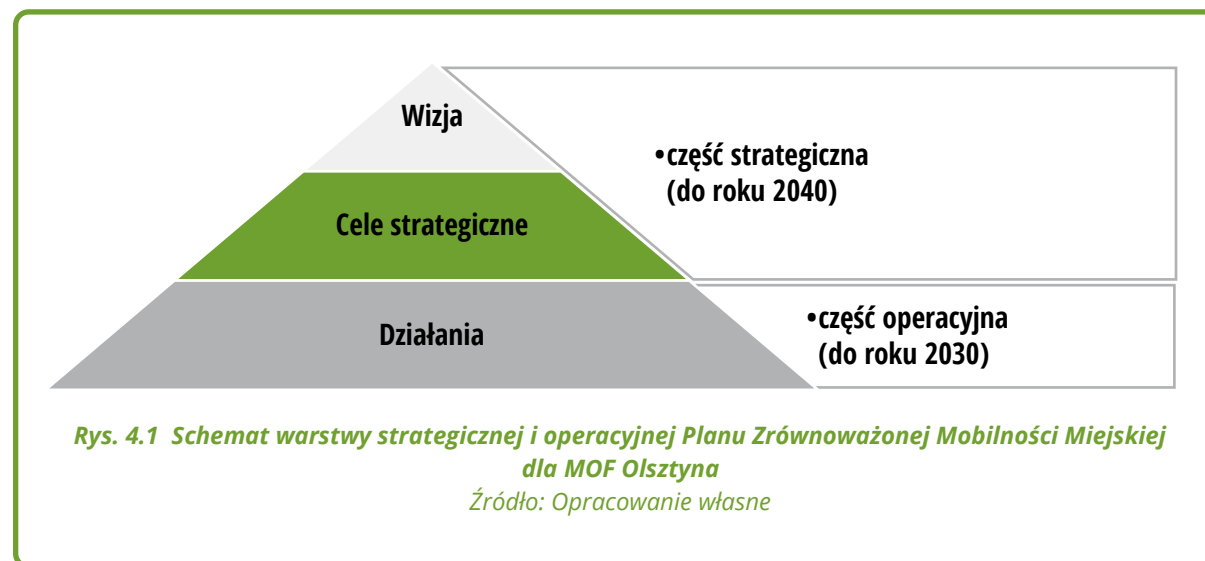 Wizja
•część strategiczna
(do roku 2040)
Cele strategiczne
Działania
•część operacyjna
(do roku 2030)
Rys. 4.1 Schemat warstwy strategicznej i operacyjnej Planu Zrównoważonej Mobilności Miejskiej
dla MOF Olsztyna
Źródło: Opracowanie własne